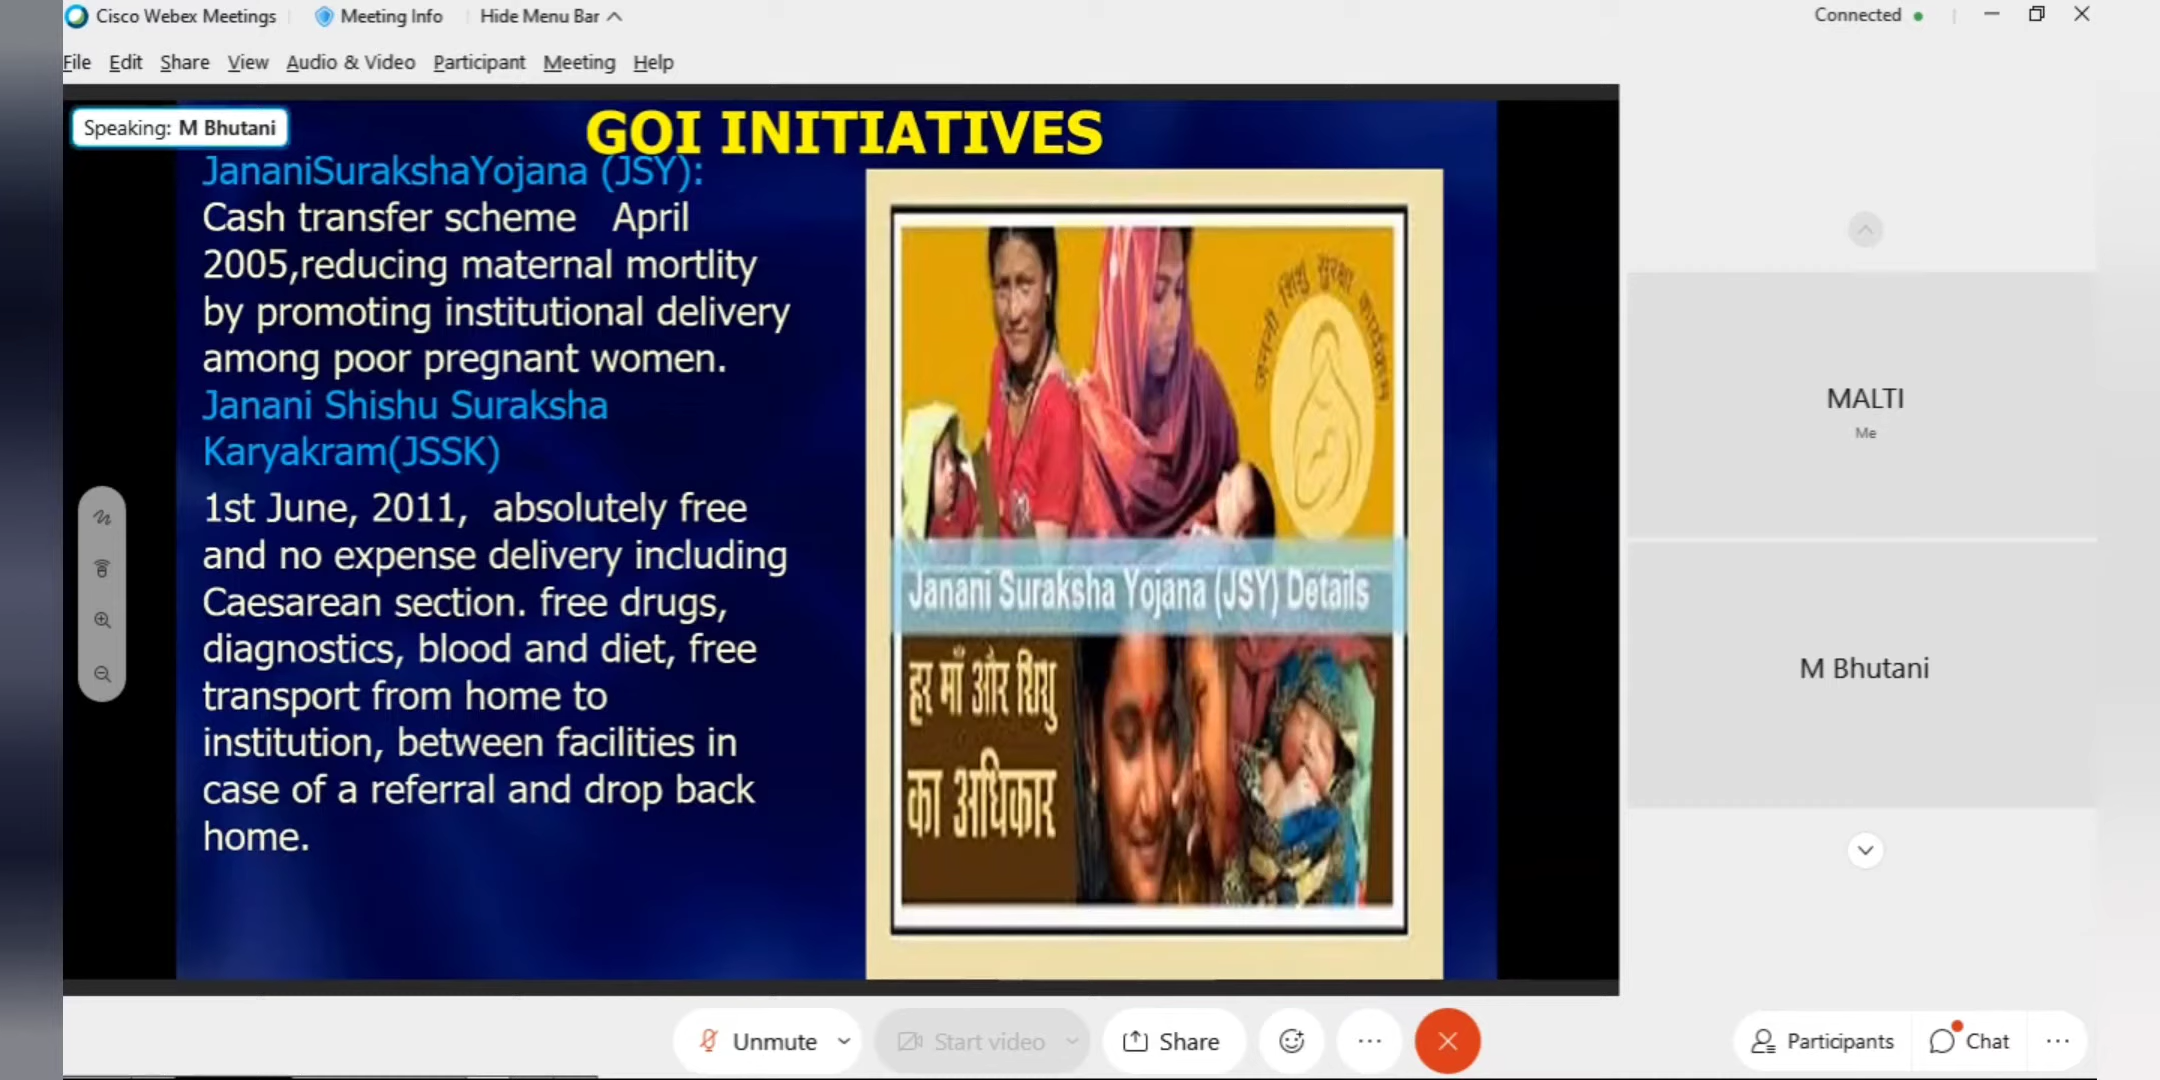 Cisco Webex Meetings
Meeting Info
Hide Menu Bar
Connected
File Edit Share View Audio & Video Participant Meeting Help
Speaking: M Bhutani
GOI INITIATIVES
JananiSurakshaYojana (JSY):
Cash transfer scheme April
2005,reducing maternal mortlity
by promoting institutional delivery
among poor pregnant women.
Janani Shishu Suraksha
Karyakram(JSSK)
1st June, 2011, absolutely free
and no expense delivery including
Caesarean section. free drugs,
diagnostics, blood and diet, free
transport from home to
institution, between facilities in
case of a referral and drop back
home.
जननी शिशु सुरक्षा कार्यक्रम
Janani Suraksha Yojana (JSY) Details
हर माँ और शिशु
का अधिकार
MALTI
Me
M Bhutani
Unmute
Start video
Share
Participants
Chat